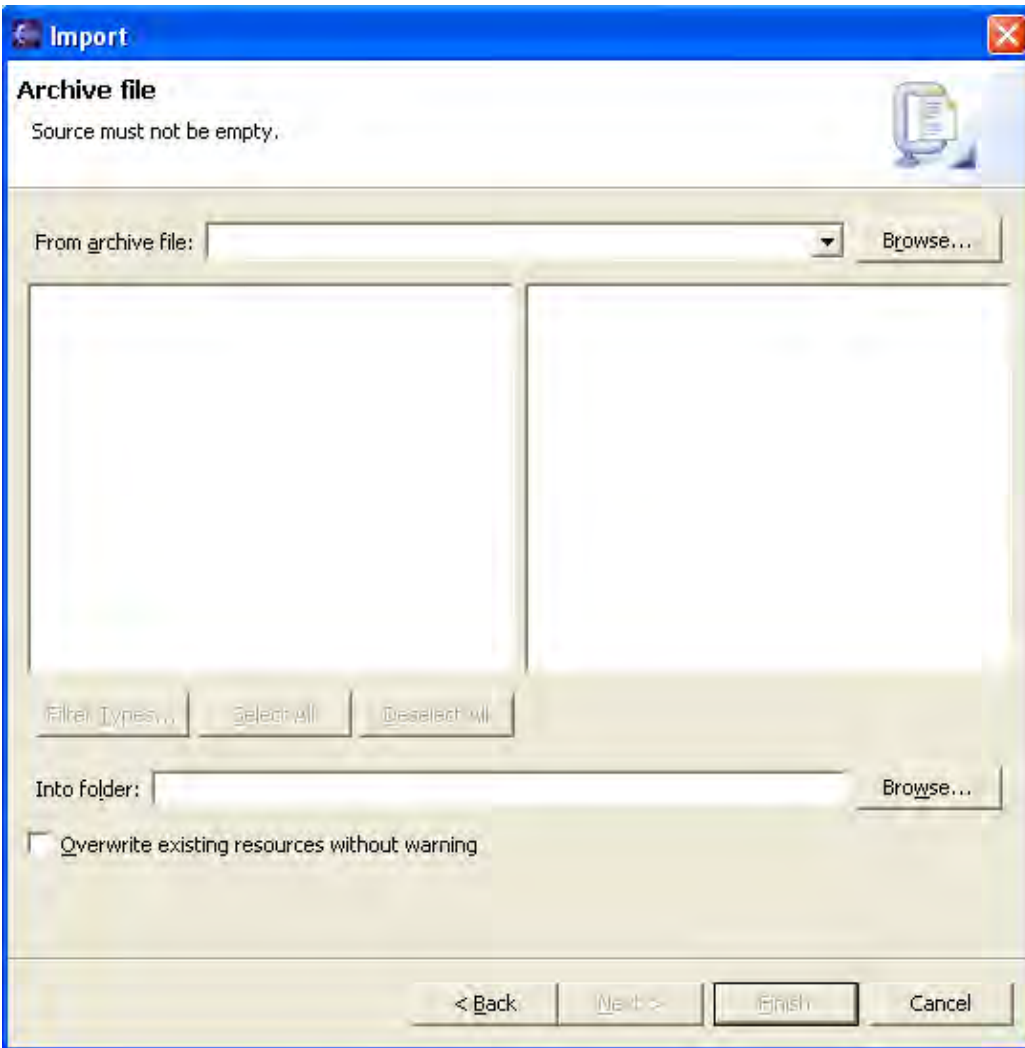 Import
Archive file
Source must not be empty.
From archive file:
Browse...
Filter Types...
Select All
Deselect All
Into folder:
Browse...
Overwrite existing resources without warning
< Back
Next >
Finish
Cancel